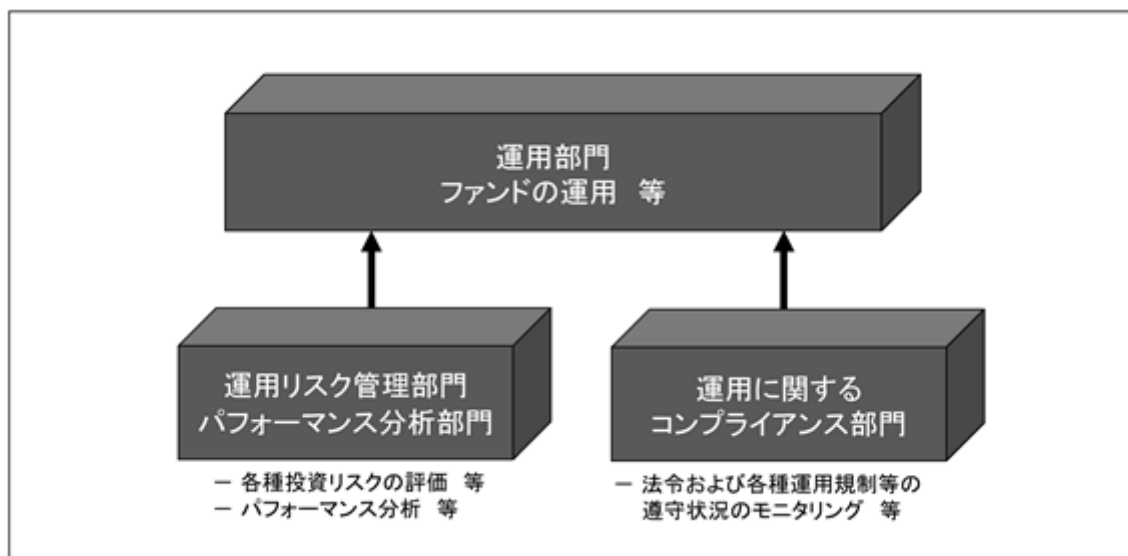 運用部門
ファンドの運用 等
運用リスク管理部門
パフォーマンス分析部門
－ 各種投資リスクの評価 等
－ パフォーマンス分析 等
運用に関する
コンプライアンス部門
－ 法令および各種運用規制等の
遵守状況のモニタリング 等